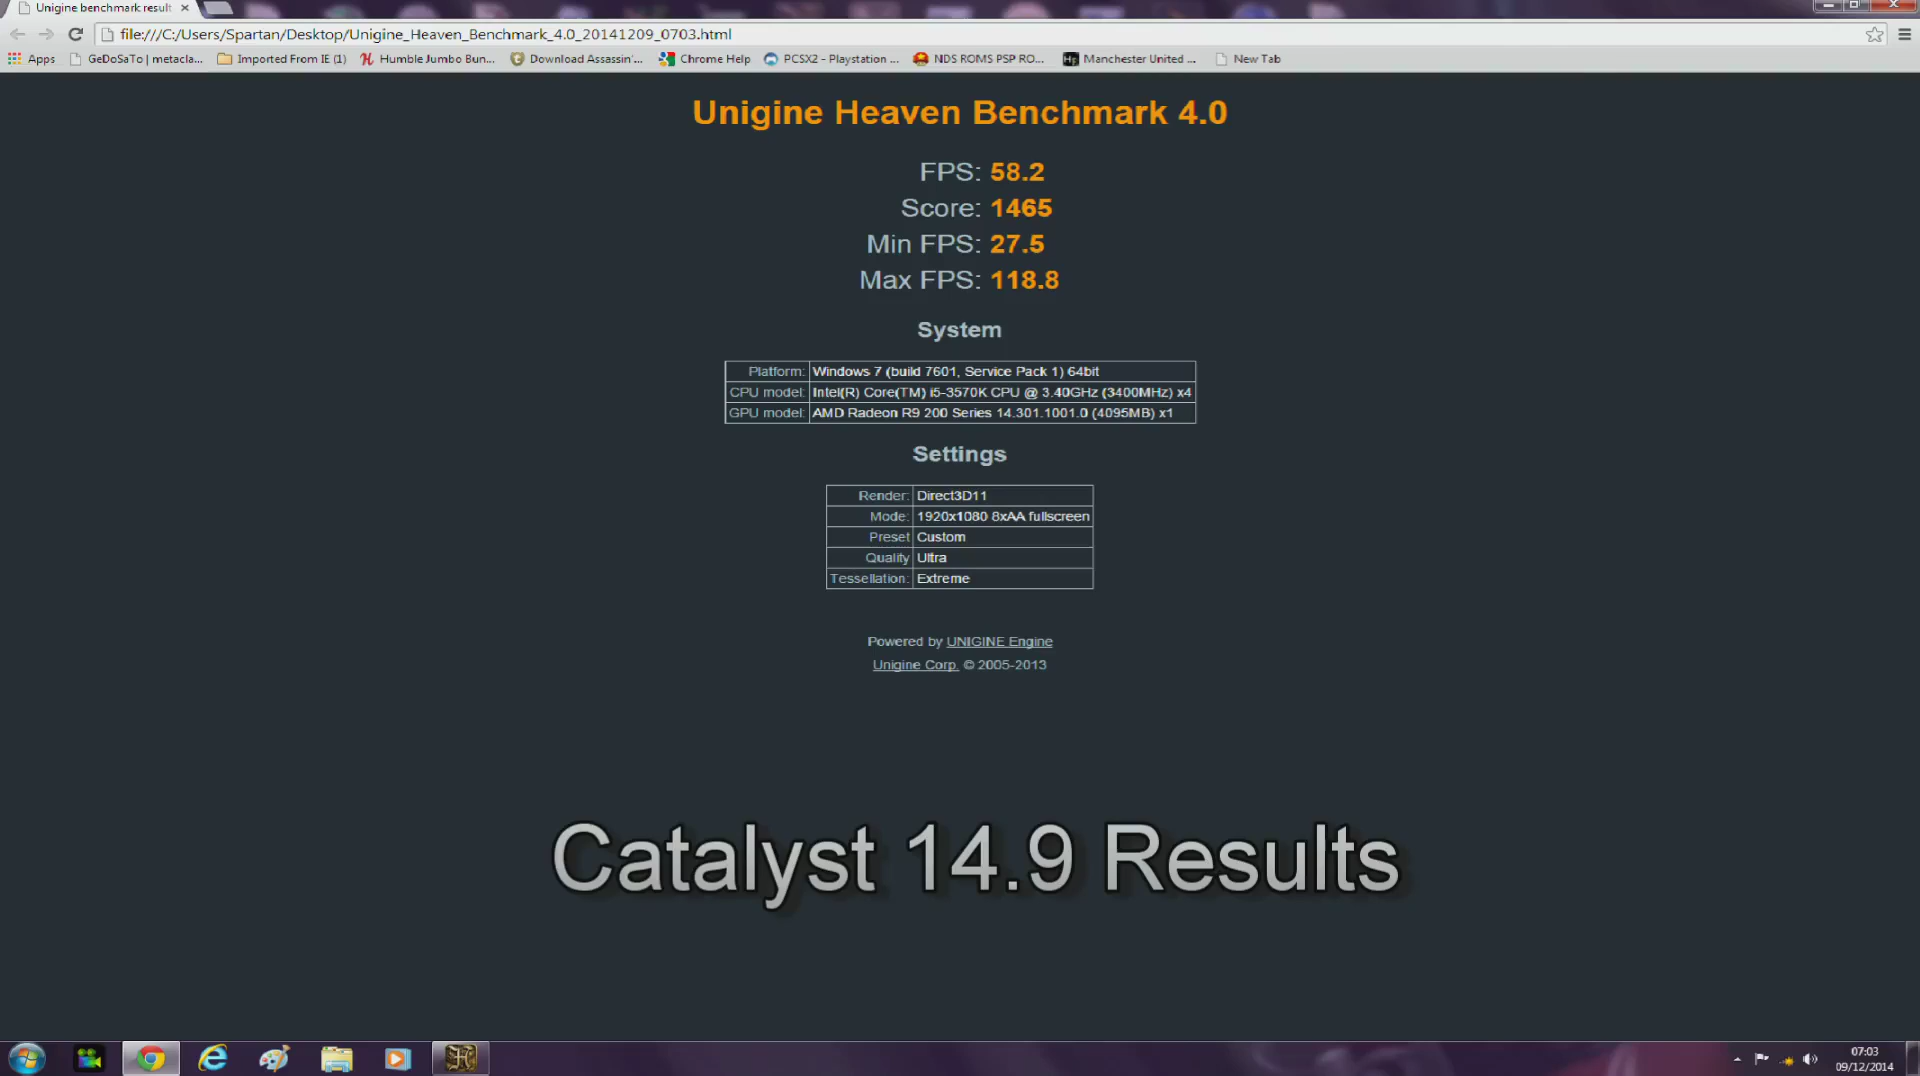 Unigine benchmark result
file:///C:/Users/Spartan/Desktop/Unigine_Heaven_Benchmark_4.0_20141209_0703.html
Apps GeDoSaTo | metacla... Imported From IE (1) Humble Jumbo Bun... Download Assassin'... Chrome Help PCSX2 - Playstation ... NDS ROMS PSP RO... Manchester United ... New Tab
Unigine Heaven Benchmark 4.0
FPS: 58.2
Score: 1465
Min FPS: 27.5
Max FPS: 118.8
System
Platform: Windows 7 (build 7601, Service Pack 1) 64bit
CPU model: Intel(R) Core(TM) i5-3570K CPU @ 3.40GHz (3400MHz) x4
GPU model: AMD Radeon R9 200 Series 14.301.1001.0 (4095MB) x1
Settings
Render: Direct3D11
Mode: 1920x1080 8xAA fullscreen
Preset Custom
Quality Ultra
Tessellation: Extreme
Powered by UNIGINE Engine
Unigine Corp. © 2005-2013
Catalyst 14.9 Results
07:03
09/12/2014